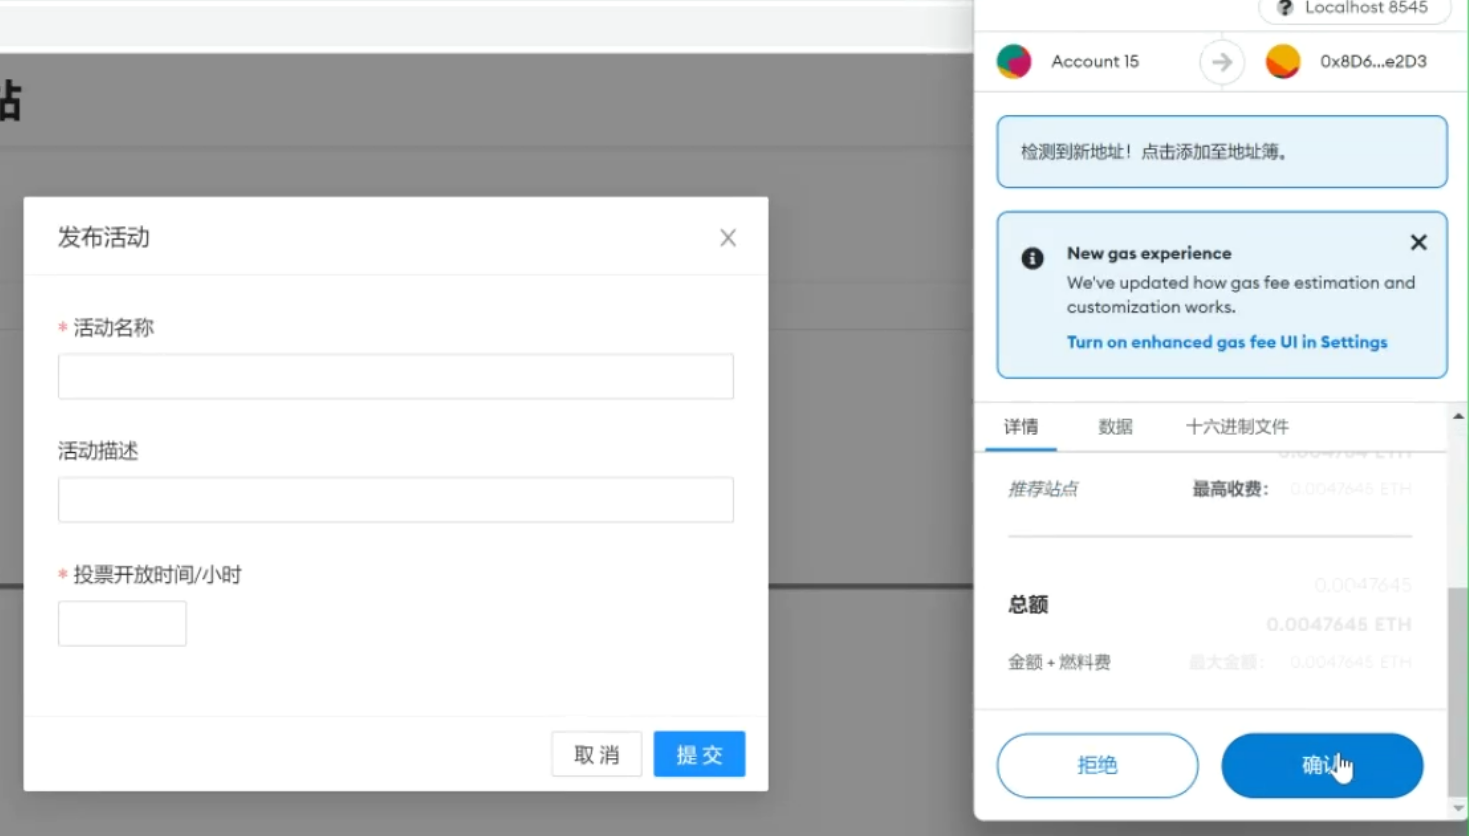 站
发布活动
* 活动名称
活动描述
* 投票开放时间/小时
取 消
提 交
Localhost 8545
Account 15
0x8D6...e2D3
检测到新地址！点击添加至地址簿。
New gas experience
We've updated how gas fee estimation and
customization works.
Turn on enhanced gas fee UI in Settings
详情
数据
十六进制文件
0.004764 ETH
推荐站点
最高收费：
0.0047645 ETH
0.0047645
总额
0.0047645 ETH
金额 + 燃料费
最大金额：
0.0047645 ETH
拒绝
确认